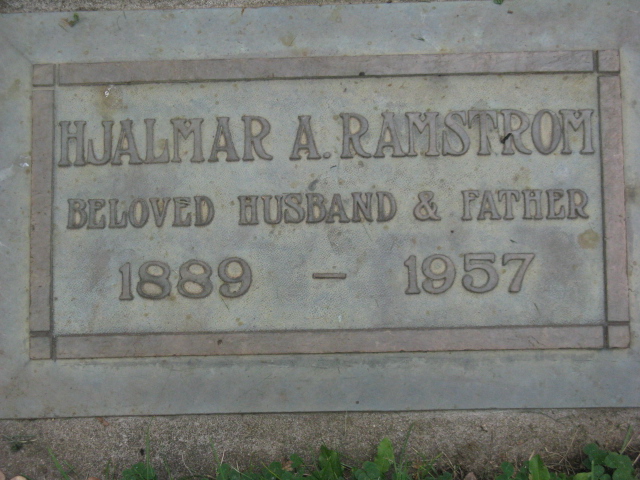 HJALMAR A. RAMSTROM
BELOVED HUSBAND & FATHER
1889 – 1957